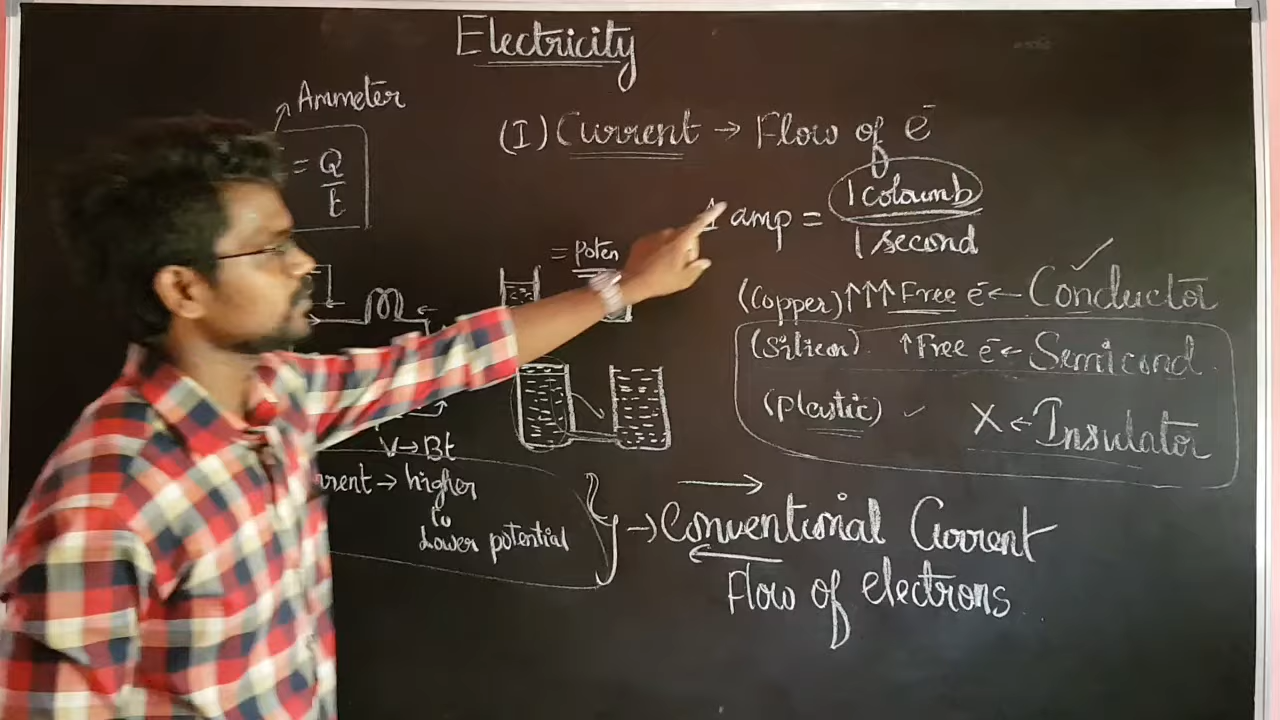 Electricity
Ammeter
= Q
t
(I) Current → Flow of e⁻
1 amp = 1 coloumb
1 second
= Poten
(Copper) ↑↑↑ Free e⁻ ← Conductor ✓
(Silicon). ↑ Free e⁻ ← Semicond
(Plastic) ✓ X ← Insulator
V → Bt
rrent → higher
to
Lower potential
→ Conventional Current
Flow of electrons